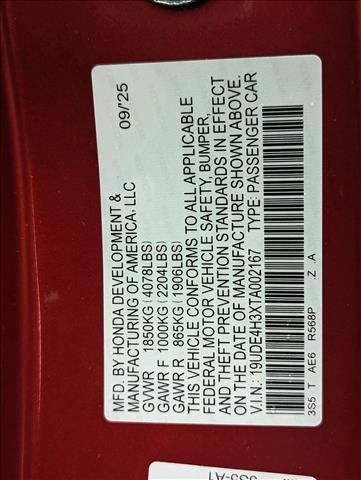 09/'25
MFD. BY HONDA DEVELOPMENT &
MANUFACTURING OF AMERICA, LLC
GVWR 1850KG (4078LBS)
GAWR F 1000KG (2204LBS)
GAWR R 865KG (1906LBS)
THIS VEHICLE CONFORMS TO ALL APPLICABLE
FEDERAL MOTOR VEHICLE SAFETY, BUMPER,
AND THEFT PREVENTION STANDARDS IN EFFECT
ON THE DATE OF MANUFACTURE SHOWN ABOVE.
V.I.N.: 19UDE4H3XTA002167 TYPE: PASSENGER CAR
3S5 T AE6 R568P .Z .A